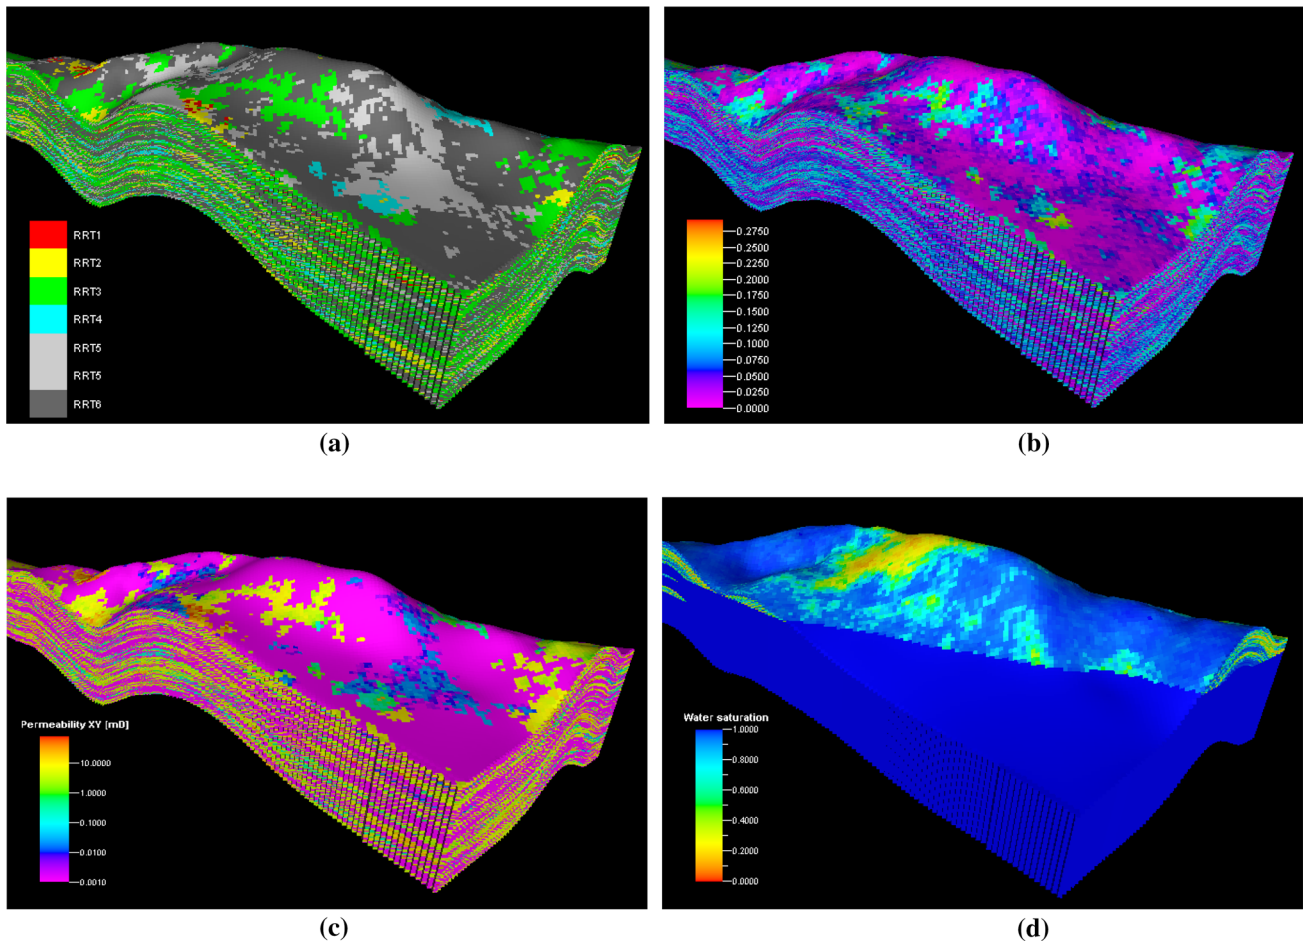 RRT1
RRT2
RRT3
RRT4
RRT5
RRT5
RRT6
(a)
0.2750
0.2500
0.2250
0.2000
0.1750
0.1500
0.1250
0.1000
0.0750
0.0500
0.0250
0.0000
(b)
Permeability XY [mD]
10.0000
1.0000
0.1000
0.0100
0.0010
(c)
Water saturation
1.0000
0.8000
0.6000
0.4000
0.2000
0.0000
(d)